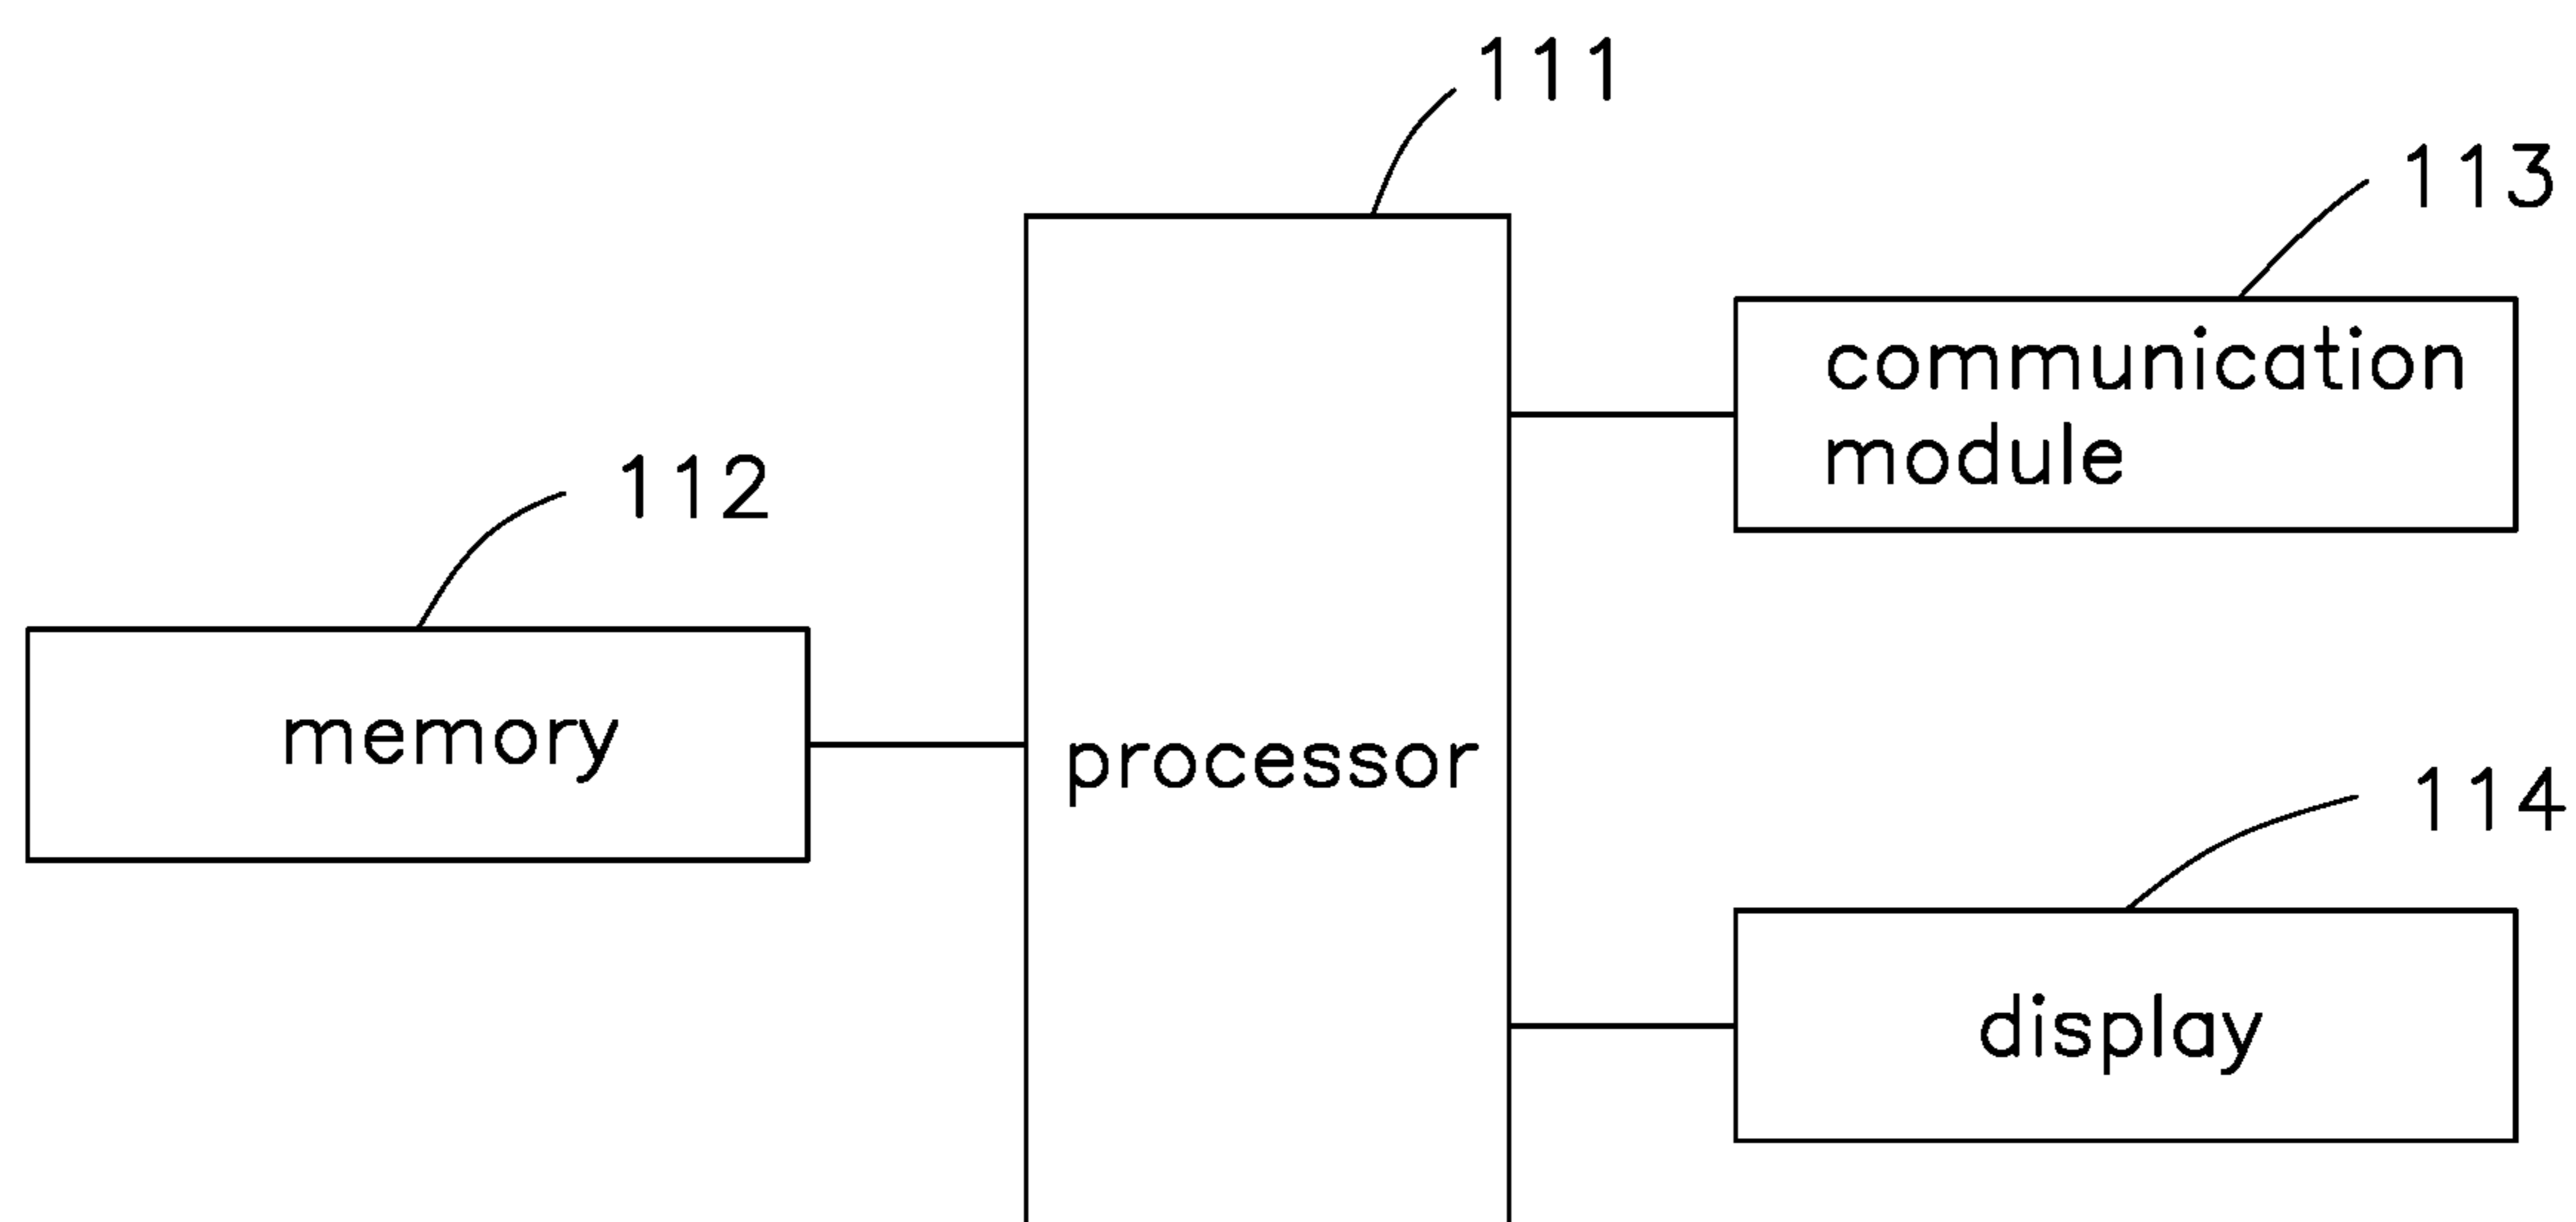 111
113
communication
module
112
memory
processor
114
display